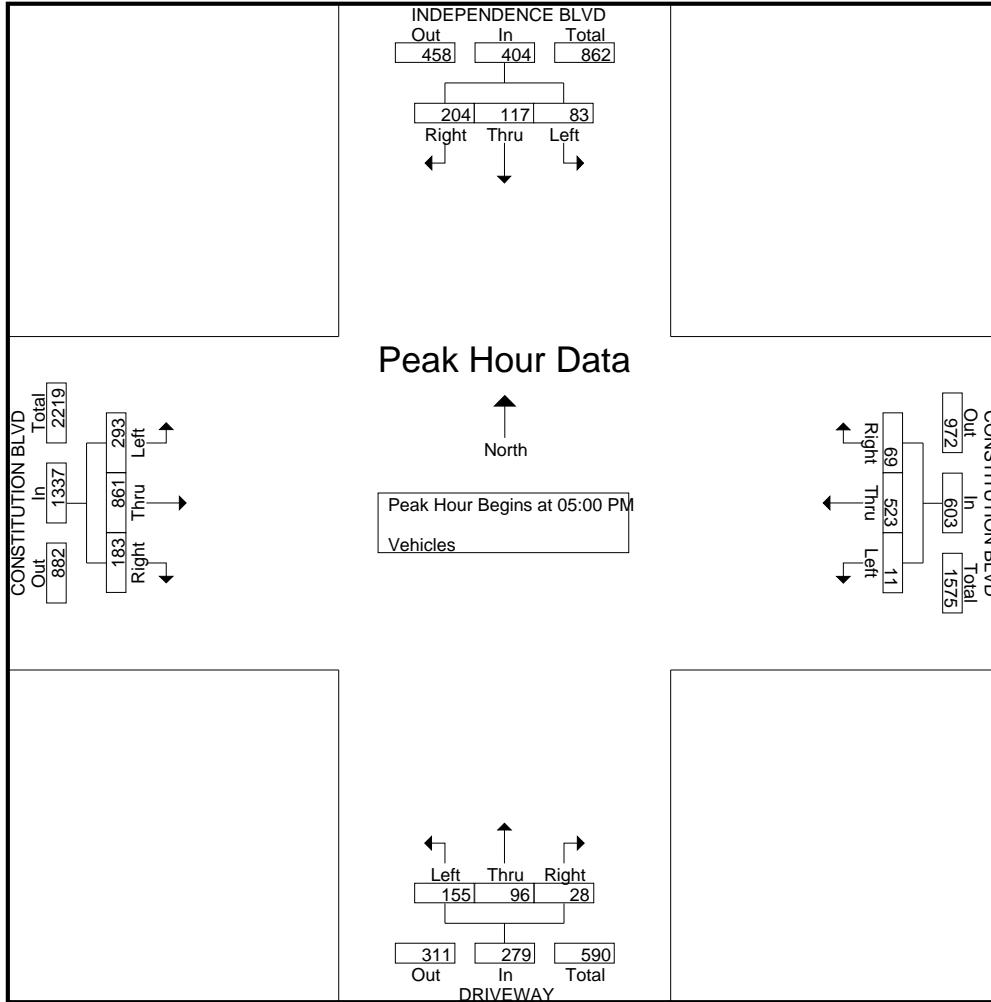 INDEPENDENCE BLVD
Out In Total
458 404 862
204 117 83
Right Thru Left
Peak Hour Data
North
Peak Hour Begins at 05:00 PM
Vehicles
CONSTITUTION BLVD
Total In Out
2219 1337 882
293 861 183
Left Thru Right
Right Thru Left
69 523 11
Out In Total
972 603 1575
CONSTITUTION BLVD
Left Thru Right
155 96 28
311 279 590
Out In Total
DRIVEWAY